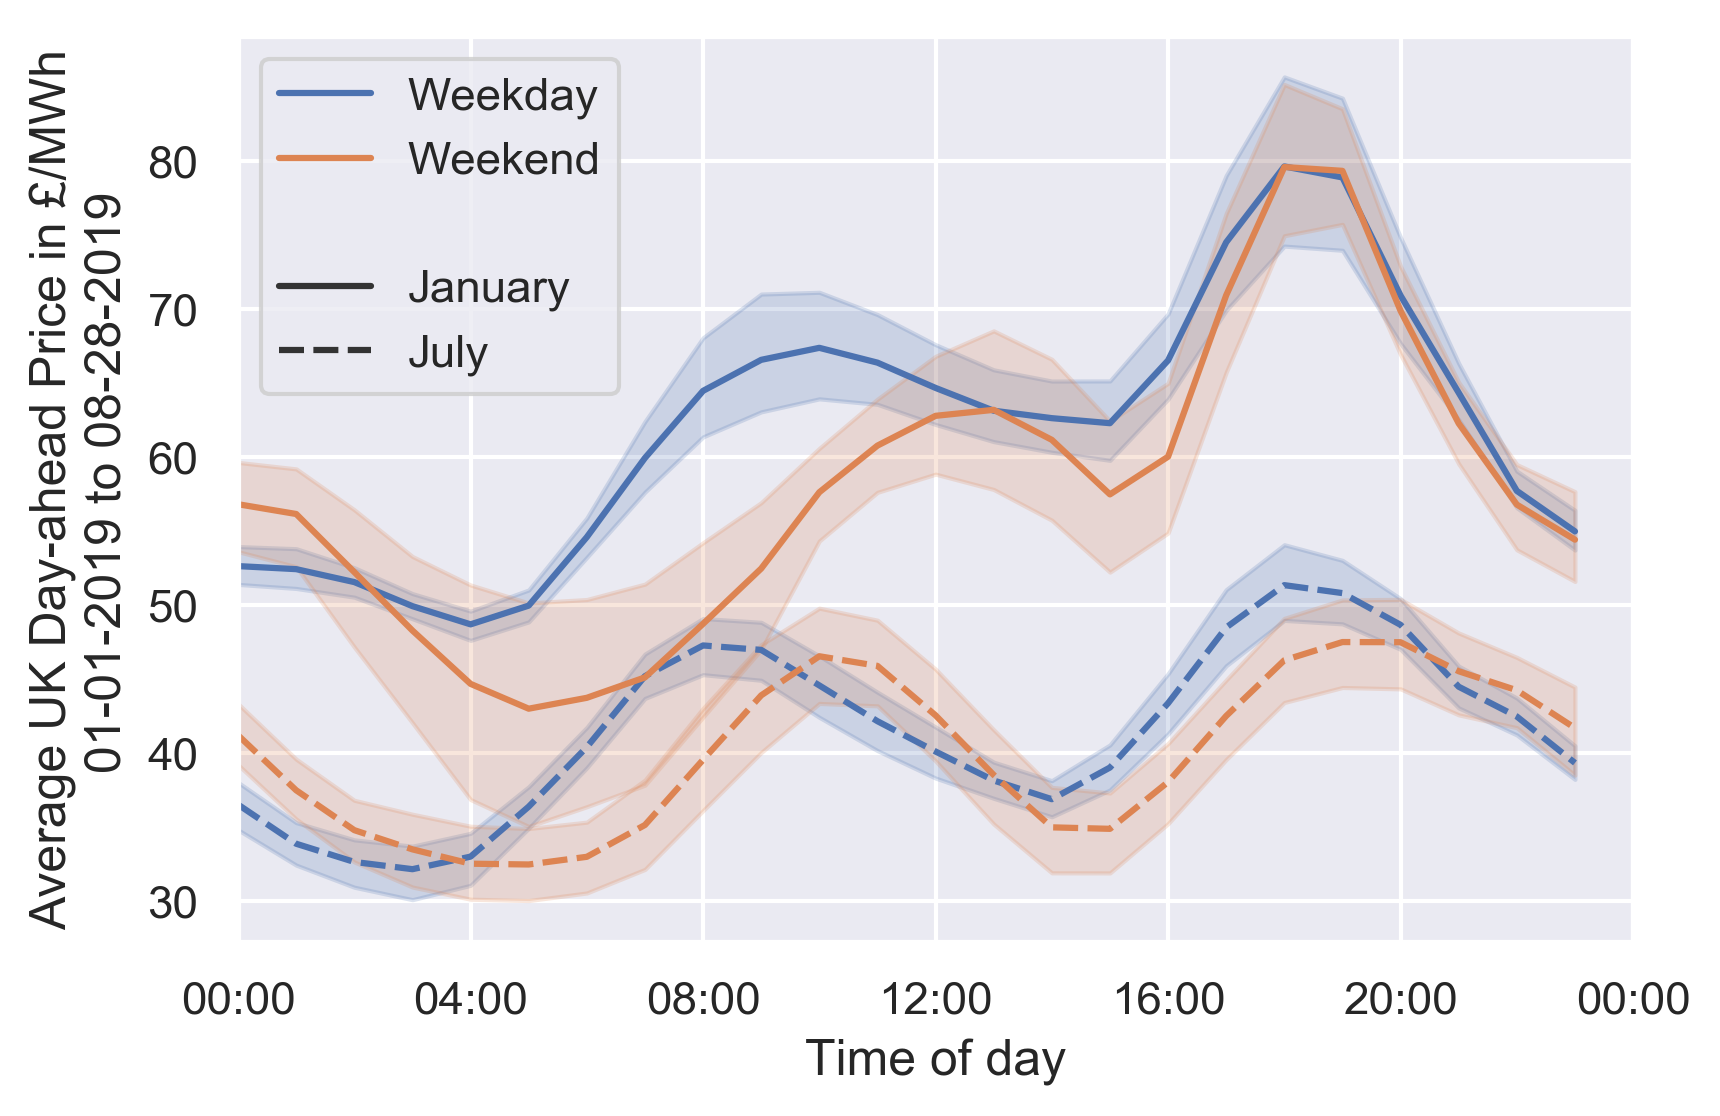 Average UK Day-ahead Price in £/MWh
01-01-2019 to 08-28-2019
Weekday
Weekend
January
July
80
70
60
50
40
30
00:00 04:00 08:00 12:00 16:00 20:00 00:00
Time of day